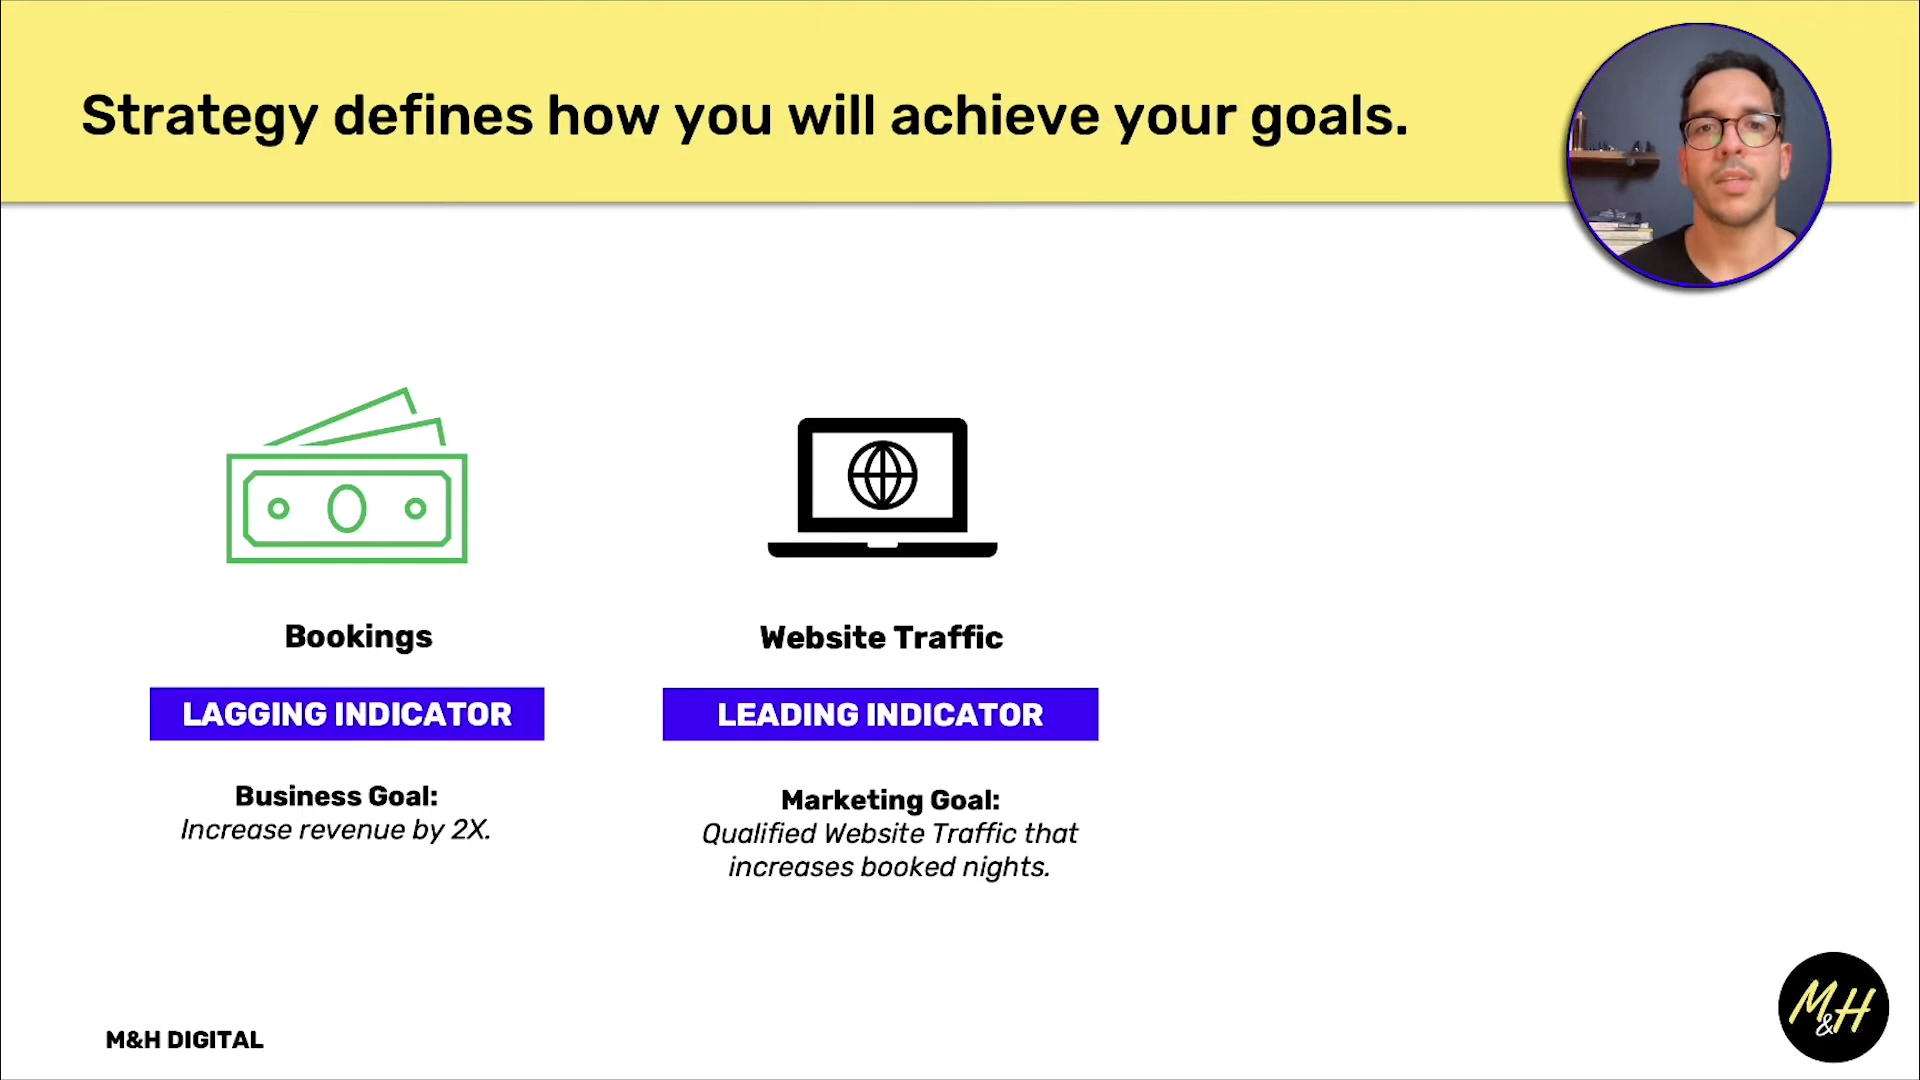 Strategy defines how you will achieve your goals.
Bookings
LAGGING INDICATOR
Business Goal:
Increase revenue by 2X.
Website Traffic
LEADING INDICATOR
Marketing Goal:
Qualified Website Traffic that
increases booked nights.
M&H DIGITAL
M&H